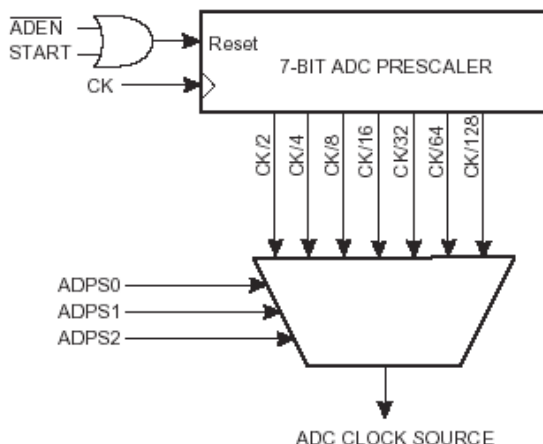 ADEN
START
Reset
7-BIT ADC PRESCALER
CK
CK/2
CK/4
CK/8
CK/16
CK/32
CK/64
CK/128
ADPS0
ADPS1
ADPS2
ADC CLOCK SOURCE